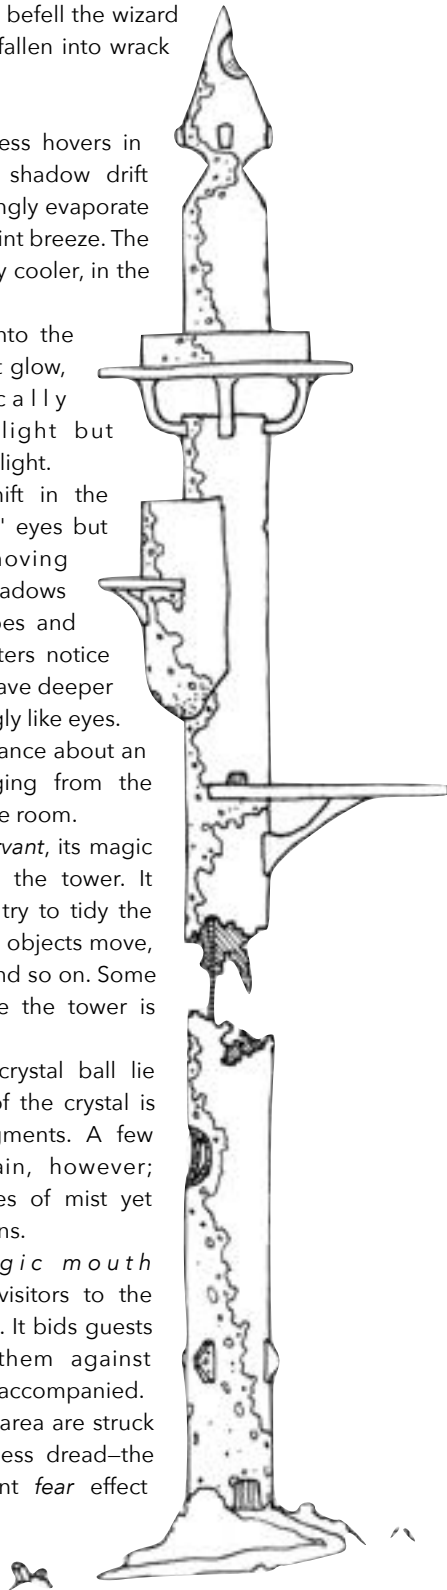 befell the wizard
fallen into wrack
ess hovers in
shadow drift
ngly evaporate
int breeze. The
y cooler, in the
nto the
t glow,
cally
light but
light.
hift in the
' eyes but
noving
adows
pes and
ters notice
ave deeper
gly like eyes.
ance about an
ging from the
e room.
rvant, its magic
the tower. It
try to tidy the
objects move,
nd so on. Some
e the tower is
crystal ball lie
of the crystal is
gments. A few
ain, however;
es of mist yet
ns.
gic mouth
visitors to the
. It bids guests
them against
accompanied.
area are struck
ess dread—the
nt fear effect